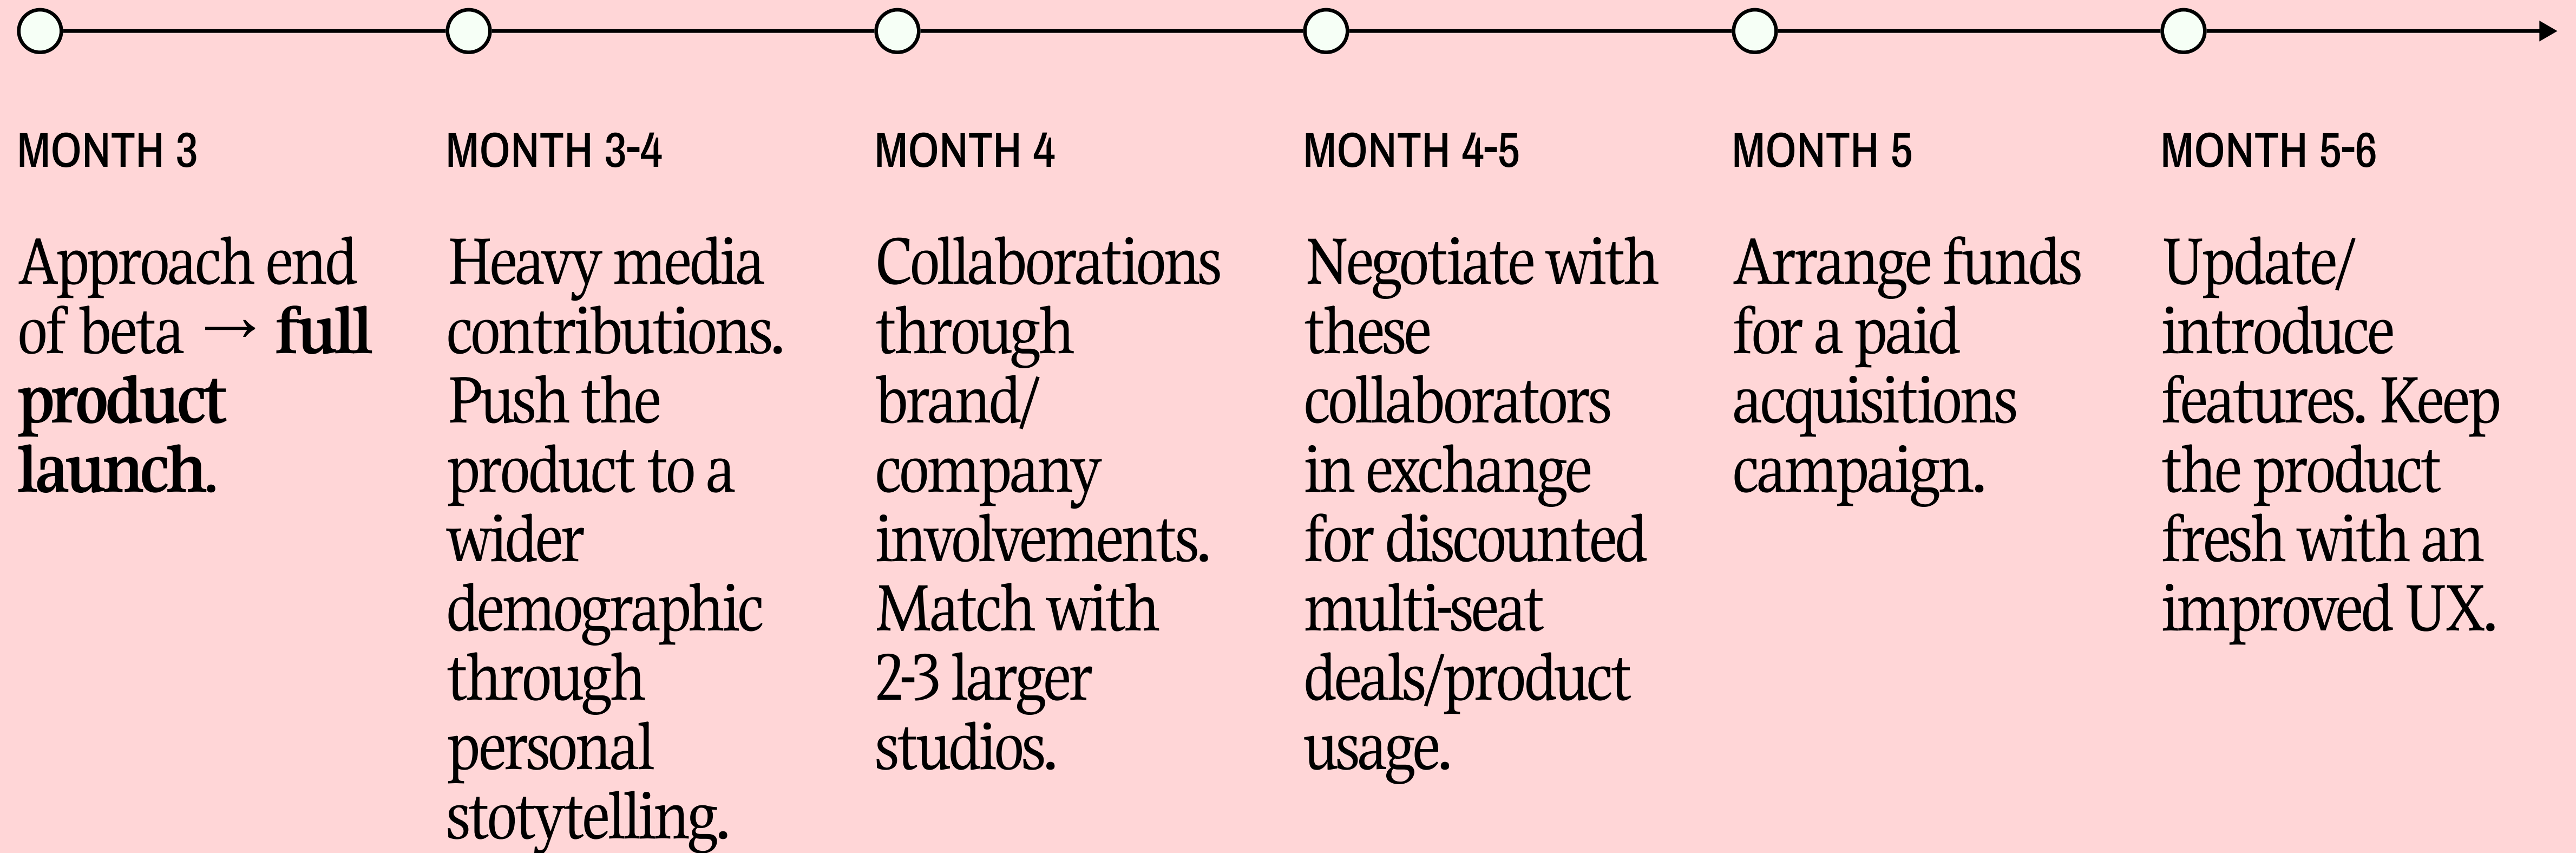 MONTH 3
Approach end
of beta → full
product
launch.
MONTH 3-4
Heavy media
contributions.
Push the
product to a
wider
demographic
through
personal
stotytelling.
MONTH 4
Collaborations
through
brand/
company
involvements.
Match with
2-3 larger
studios.
MONTH 4-5
Negotiate with
these
collaborators
in exchange
for discounted
multi-seat
deals/product
usage.
MONTH 5
Arrange funds
for a paid
acquisitions
campaign.
MONTH 5-6
Update/
introduce
features. Keep
the product
fresh with an
improved UX.